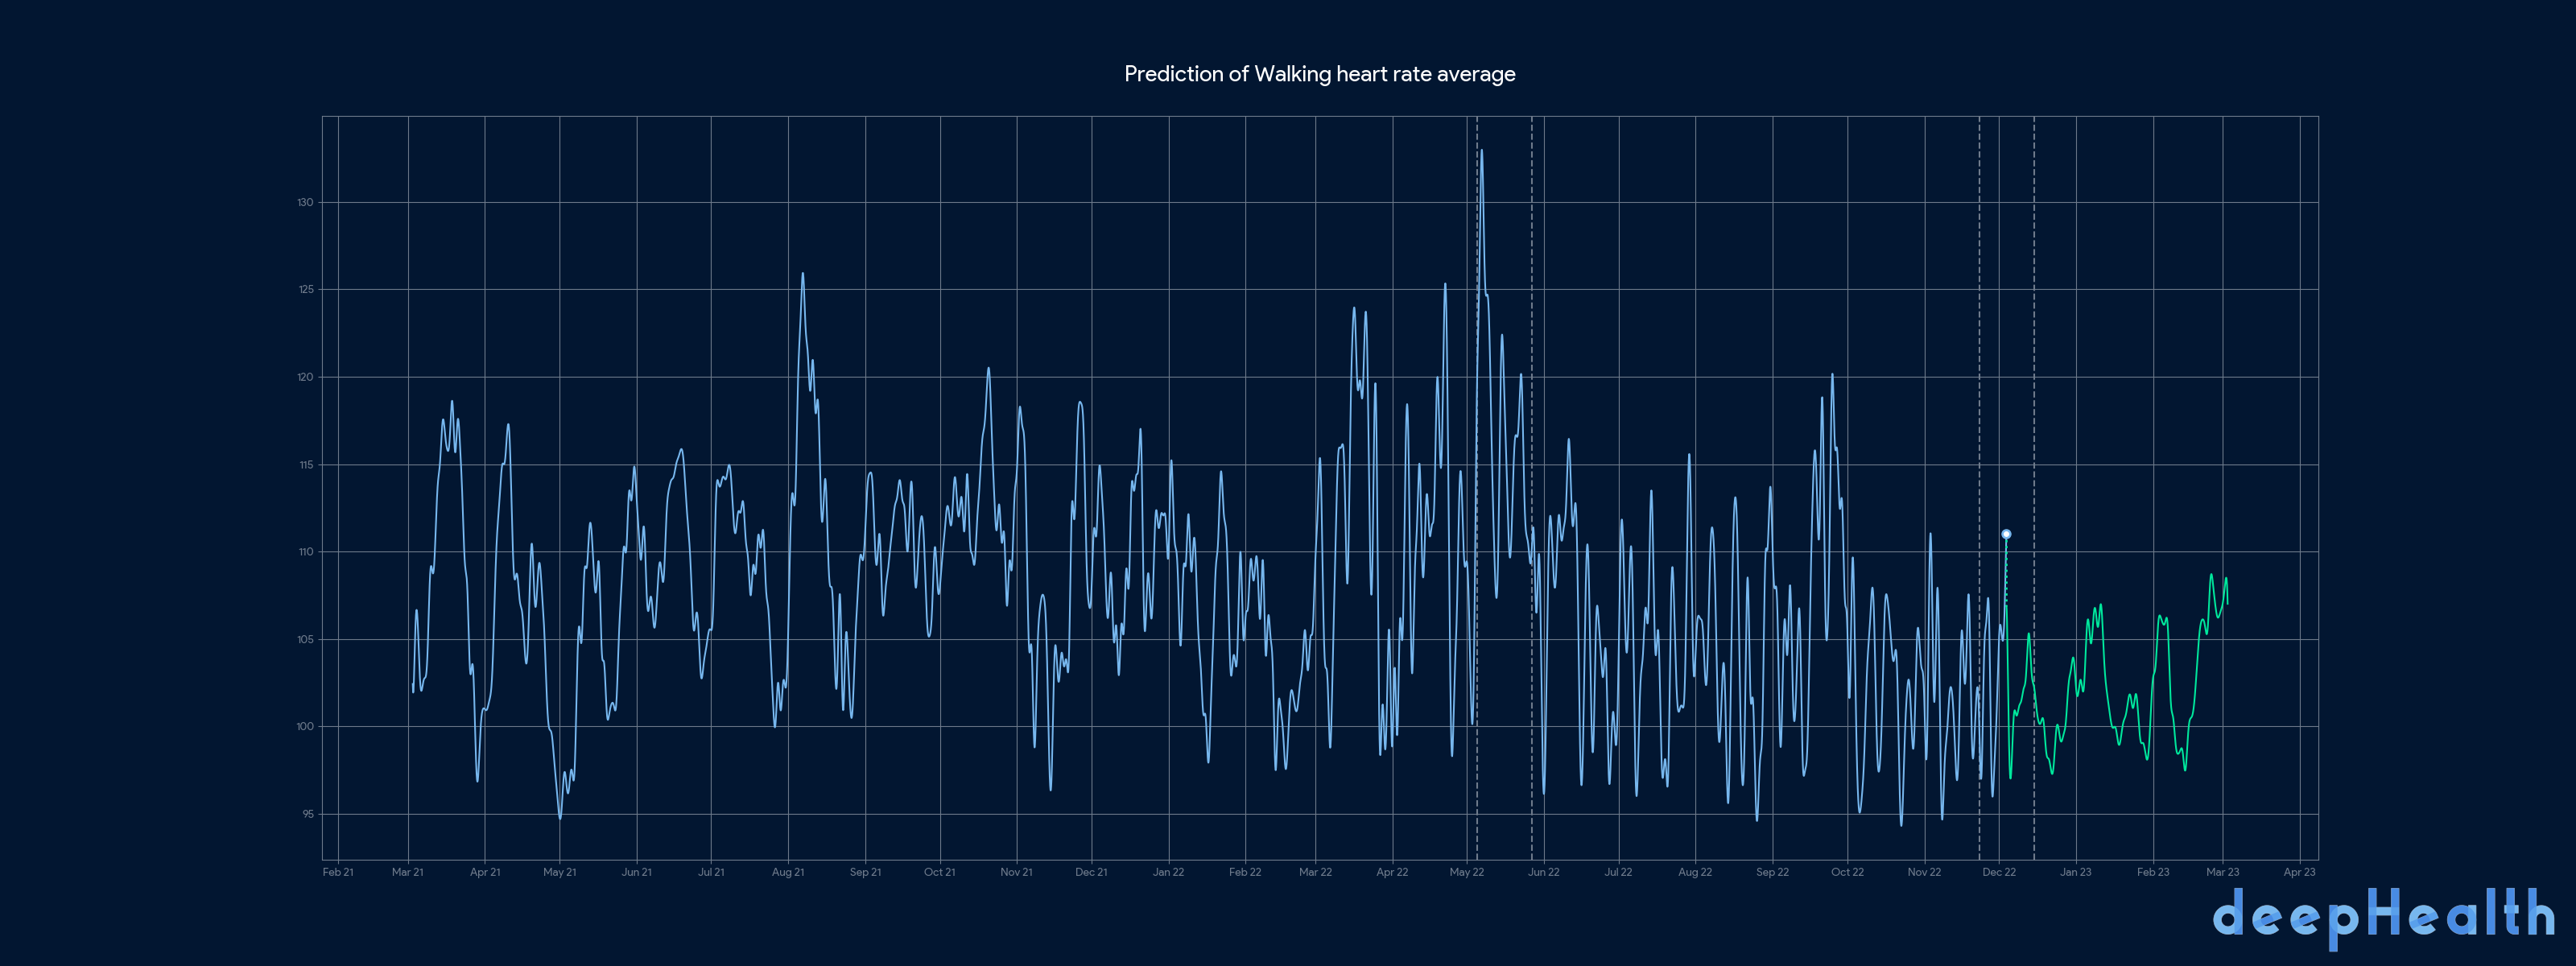 Prediction of Walking heart rate average
130
125
120
115
110
105
100
95
Feb 21 Mar 21 Apr 21 May 21 Jun 21 Jul 21 Aug 21 Sep 21 Oct 21 Nov 21 Dec 21 Jan 22 Feb 22 Mar 22 Apr 22 May 22 Jun 22 Jul 22 Aug 22 Sep 22 Oct 22 Nov 22 Dec 22 Jan 23 Feb 23 Mar 23 Apr 23
deepHealth